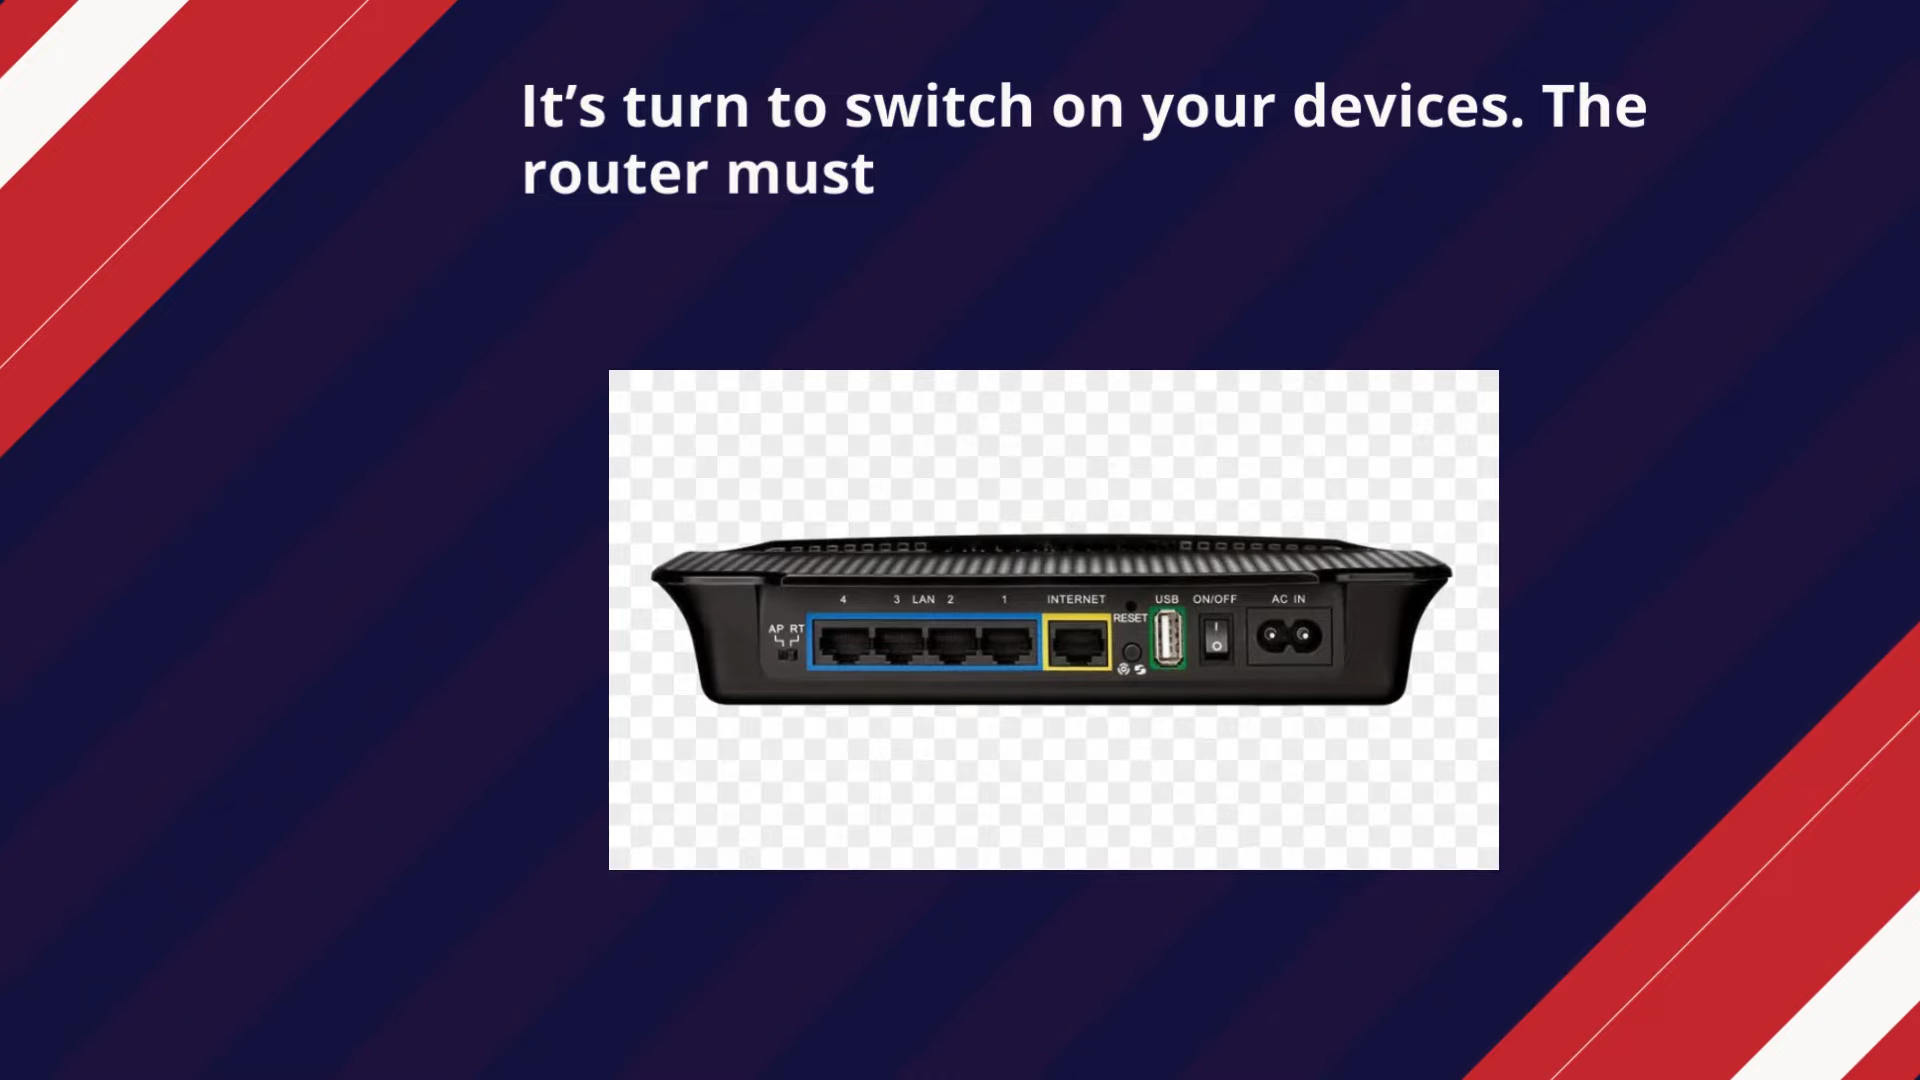 It’s turn to switch on your devices. The
router must
4 3 LAN 2 1 INTERNET USB ON/OFF AC IN
RESET
AP RT
I
O